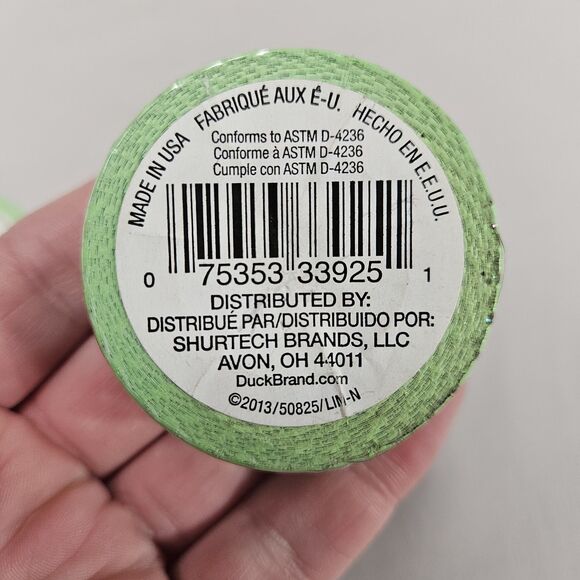 MADE IN USA FABRIQUÉ AUX Ê-U. HECHO EN E.E.U.U.
Conforms to ASTM D-4236
Conforme à ASTM D-4236
Cumple con ASTM D-4236
0 75353 33925 1
DISTRIBUTED BY:
DISTRIBUÉ PAR/DISTRIBUIDO POR:
SHURTECH BRANDS, LLC
AVON, OH 44011
DuckBrand.com
©2013/50825/LIM-N